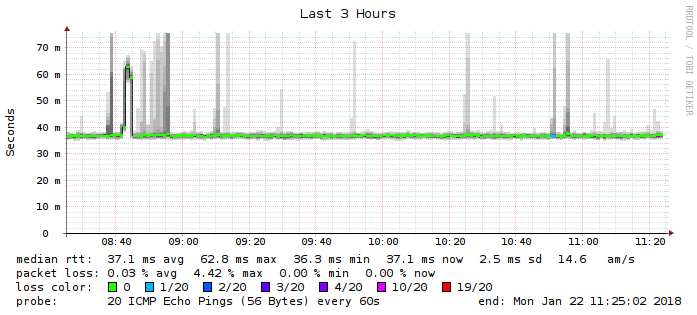 Last 3 Hours
RRDTOOL / TOBI OETIKER
Seconds
70 m
60 m
50 m
40 m
30 m
20 m
10 m
0
08:40 09:00 09:20 09:40 10:00 10:20 10:40 11:00 11:20
median rtt: 37.1 ms avg 62.8 ms max 36.3 ms min 37.1 ms now 2.5 ms sd 14.6 am/s
packet loss: 0.03 % avg 4.42 % max 0.00 % min 0.00 % now
loss color: 0 1/20 2/20 3/20 4/20 10/20 19/20
probe: 20 ICMP Echo Pings (56 Bytes) every 60s end: Mon Jan 22 11:25:02 2018